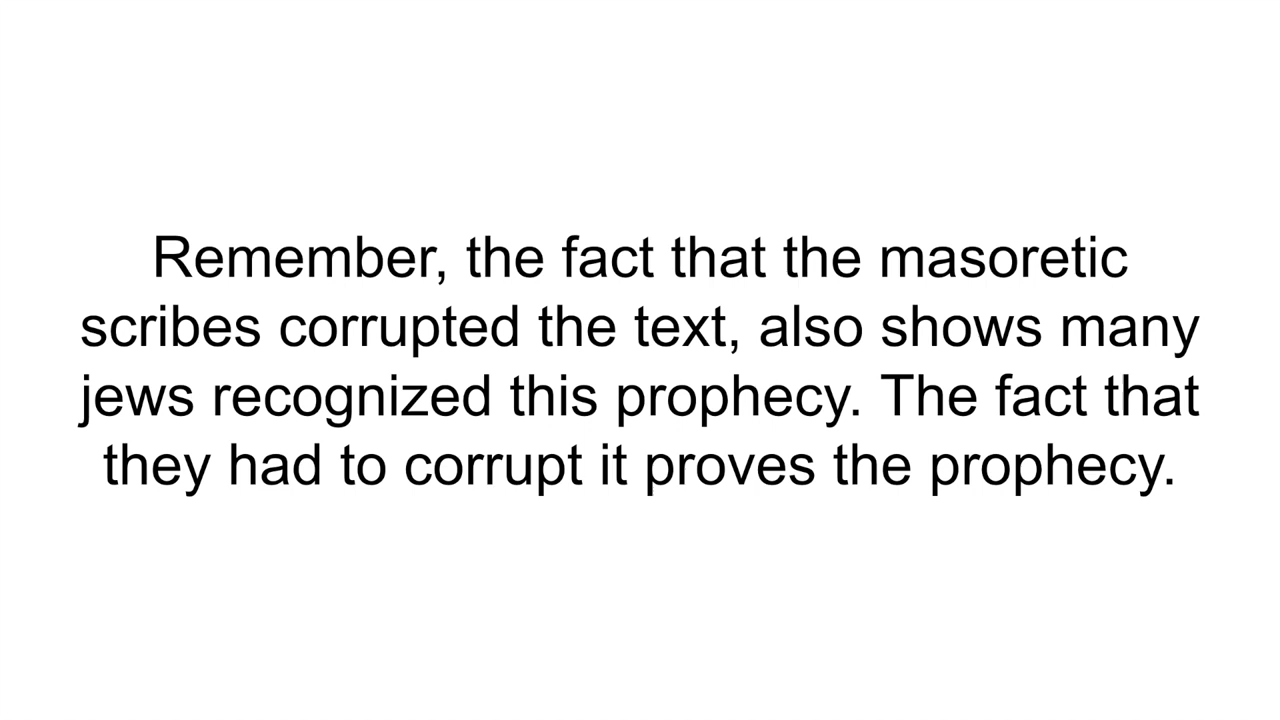 Remember, the fact that the masoretic
scribes corrupted the text, also shows many
jews recognized this prophecy. The fact that
they had to corrupt it proves the prophecy.